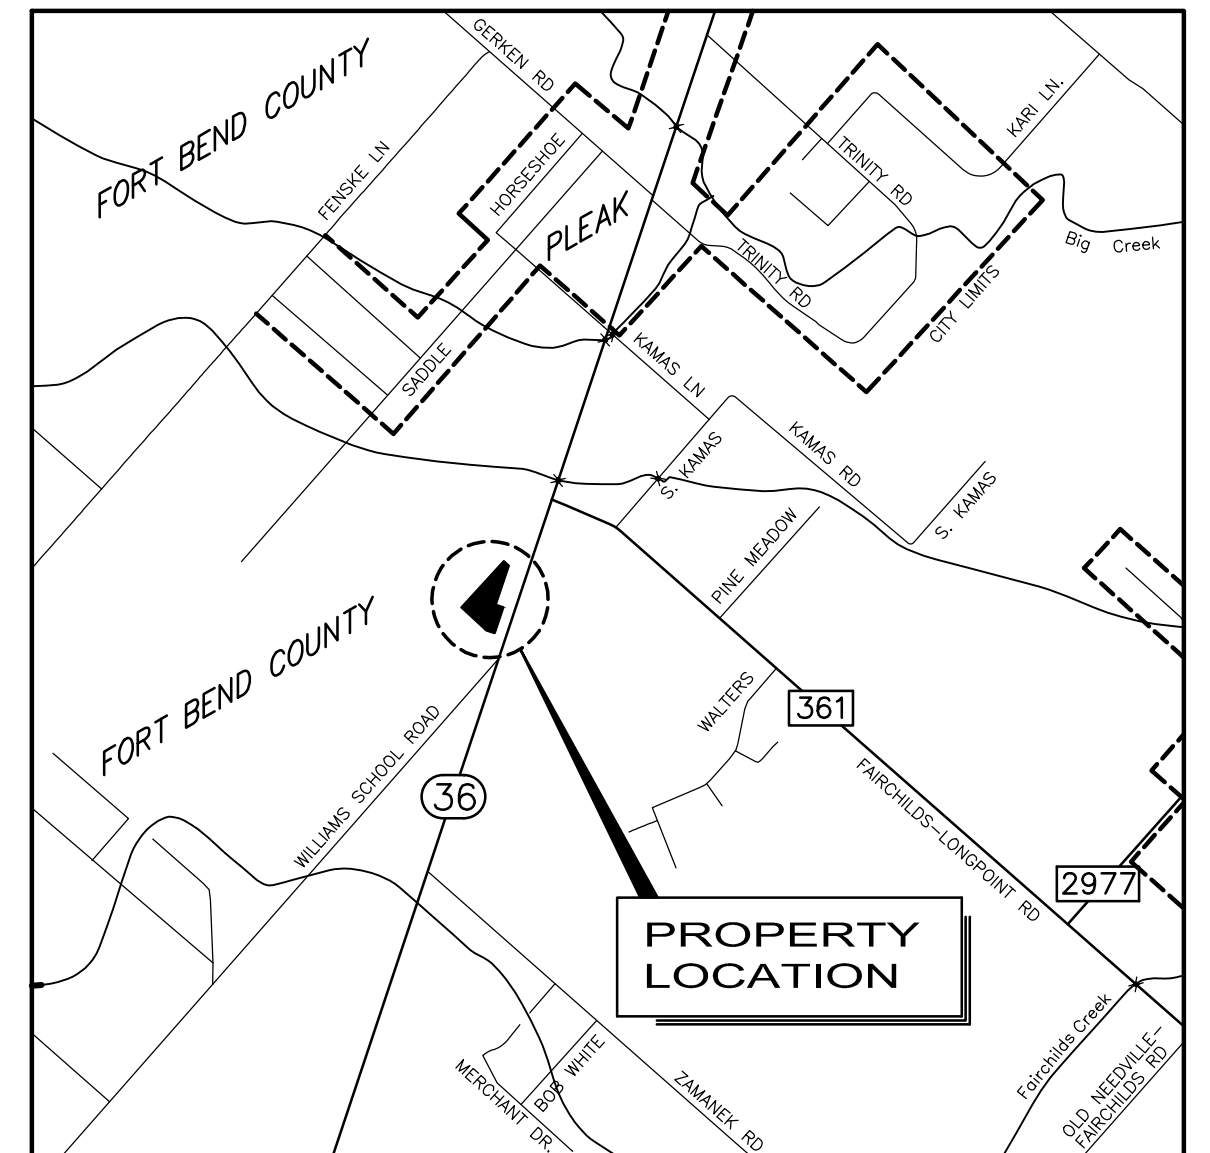 GERKEN RD
FORT BEND COUNTY
FENSKE LN
HORSESHOE
PLEAK
TRINITY RD
KARI LN.
TRINITY RD
Big Creek
CITY LIMITS
SADDLE
KAMAS LN
S. KAMAS
KAMAS RD
S. KAMAS
PINE MEADOW
FORT BEND COUNTY
WALTERS
361
WILLIAMS SCHOOL ROAD
36
FAIRCHILDS-LONGPOINT RD
2977
PROPERTY
LOCATION
Fairchilds Creek
OLD NEEDVILLE-
FAIRCHILDS RD
BOB WHITE
MERCHANT DR.
ZAMANEK RD